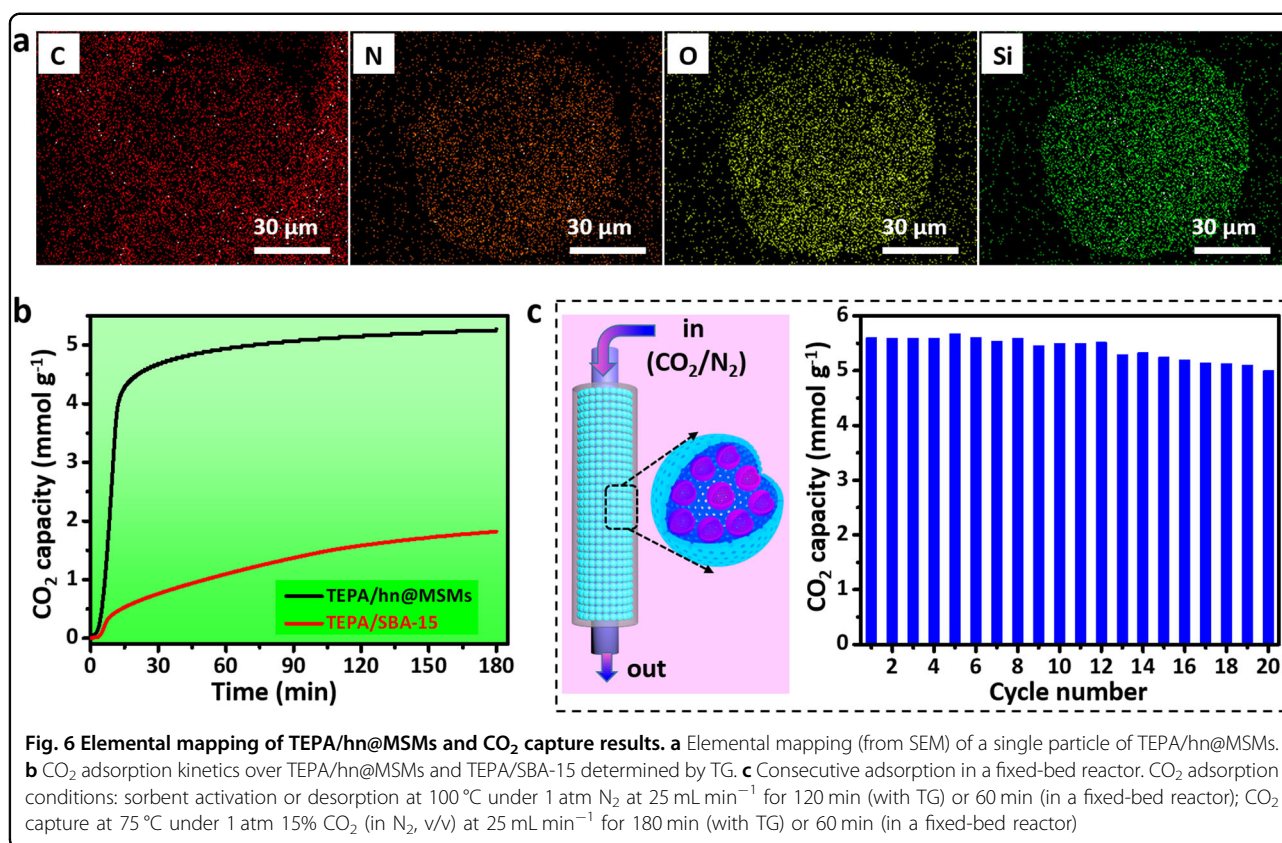 a
C
N
O
Si
30 μm
30 μm
30 μm
30 μm
b
CO₂ capacity (mmol g⁻¹)
5
4
3
2
1
0
TEPA/hn@MSMs
TEPA/SBA-15
0 30 60 90 120 150 180
Time (min)
c
in
(CO₂/N₂)
out
CO₂ capacity (mmol g⁻¹)
6
5
4
3
2
1
0
2 4 6 8 10 12 14 16 18 20
Cycle number
Fig. 6 Elemental mapping of TEPA/hn@MSMs and CO₂ capture results. a Elemental mapping (from SEM) of a single particle of TEPA/hn@MSMs.
b CO₂ adsorption kinetics over TEPA/hn@MSMs and TEPA/SBA-15 determined by TG. c Consecutive adsorption in a fixed-bed reactor. CO₂ adsorption
conditions: sorbent activation or desorption at 100 °C under 1 atm N₂ at 25 mL min⁻¹ for 120 min (with TG) or 60 min (in a fixed-bed reactor); CO₂
capture at 75 °C under 1 atm 15% CO₂ (in N₂, v/v) at 25 mL min⁻¹ for 180 min (with TG) or 60 min (in a fixed-bed reactor)